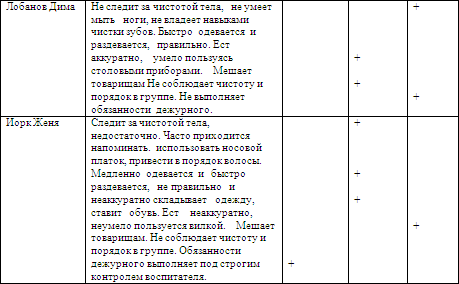 Лобанов Дима
Не следит за чистотой тела, не умеет +
мыть ноги, не владеет навыками
чистки зубов. Быстро одевается и
раздевается, правильно. Ест
аккуратно, умело пользуясь +
столовыми приборами. Мешает
товарищам Не соблюдает чистоту и +
порядок в группе. Не выполняет +
обязанности дежурного.
Иорк Женя
Следит за чистотой тела, +
недостаточно. Часто приходится
напоминать. использовать носовой
платок, привести в порядок волосы.
Медленно одевается и быстро +
раздевается, не правильно и
неаккуратно складывает одежду, +
ставит обувь. Ест неаккуратно,
неумело пользуется вилкой. Мешает +
товарищам. Не соблюдает чистоту и
порядок в группе. Обязанности
дежурного выполняет под строгим +
контролем воспитателя.